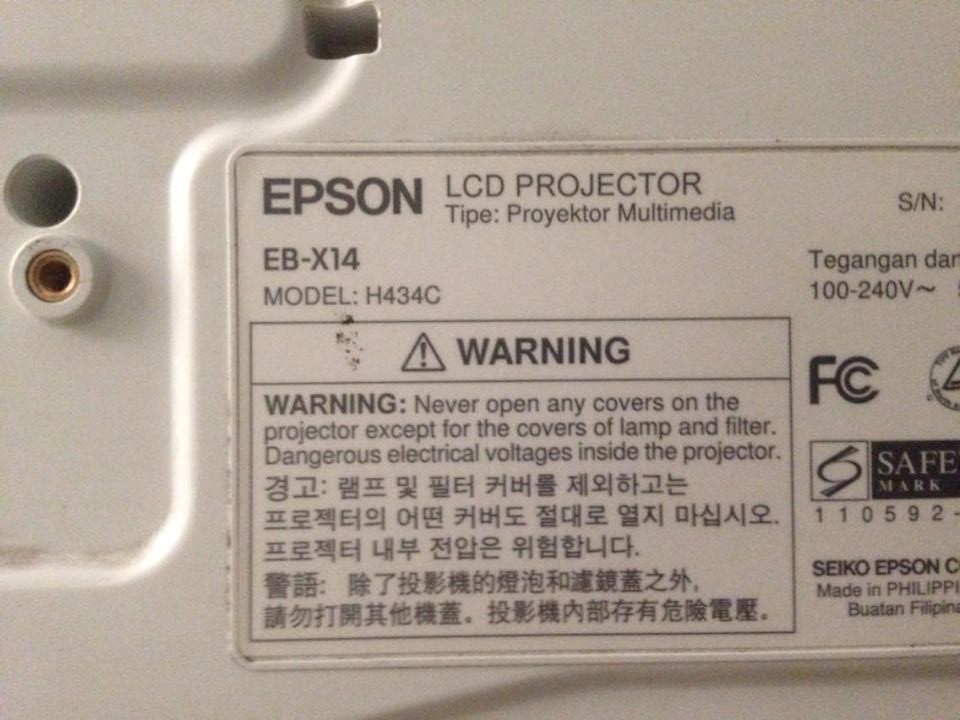 EPSON LCD PROJECTOR
Tipe: Proyektor Multimedia
S/N:
EB-X14
MODEL: H434C
Tegangan dan
100-240V~
WARNING
WARNING: Never open any covers on the
projector except for the covers of lamp and filter.
Dangerous electrical voltages inside the projector.
경고: 램프 및 필터 커버를 제외하고는
프로젝터의 어떤 커버도 절대로 열지 마십시오.
프로젝터 내부 전압은 위험합니다.
警語: 除了投影機的燈泡和濾鏡蓋之外,
請勿打開其他機蓋。投影機內部存有危險電壓。
FC
SAFE
MARK
110592-
SEIKO EPSON CO
Made in PHILIPPI
Buatan Filipina